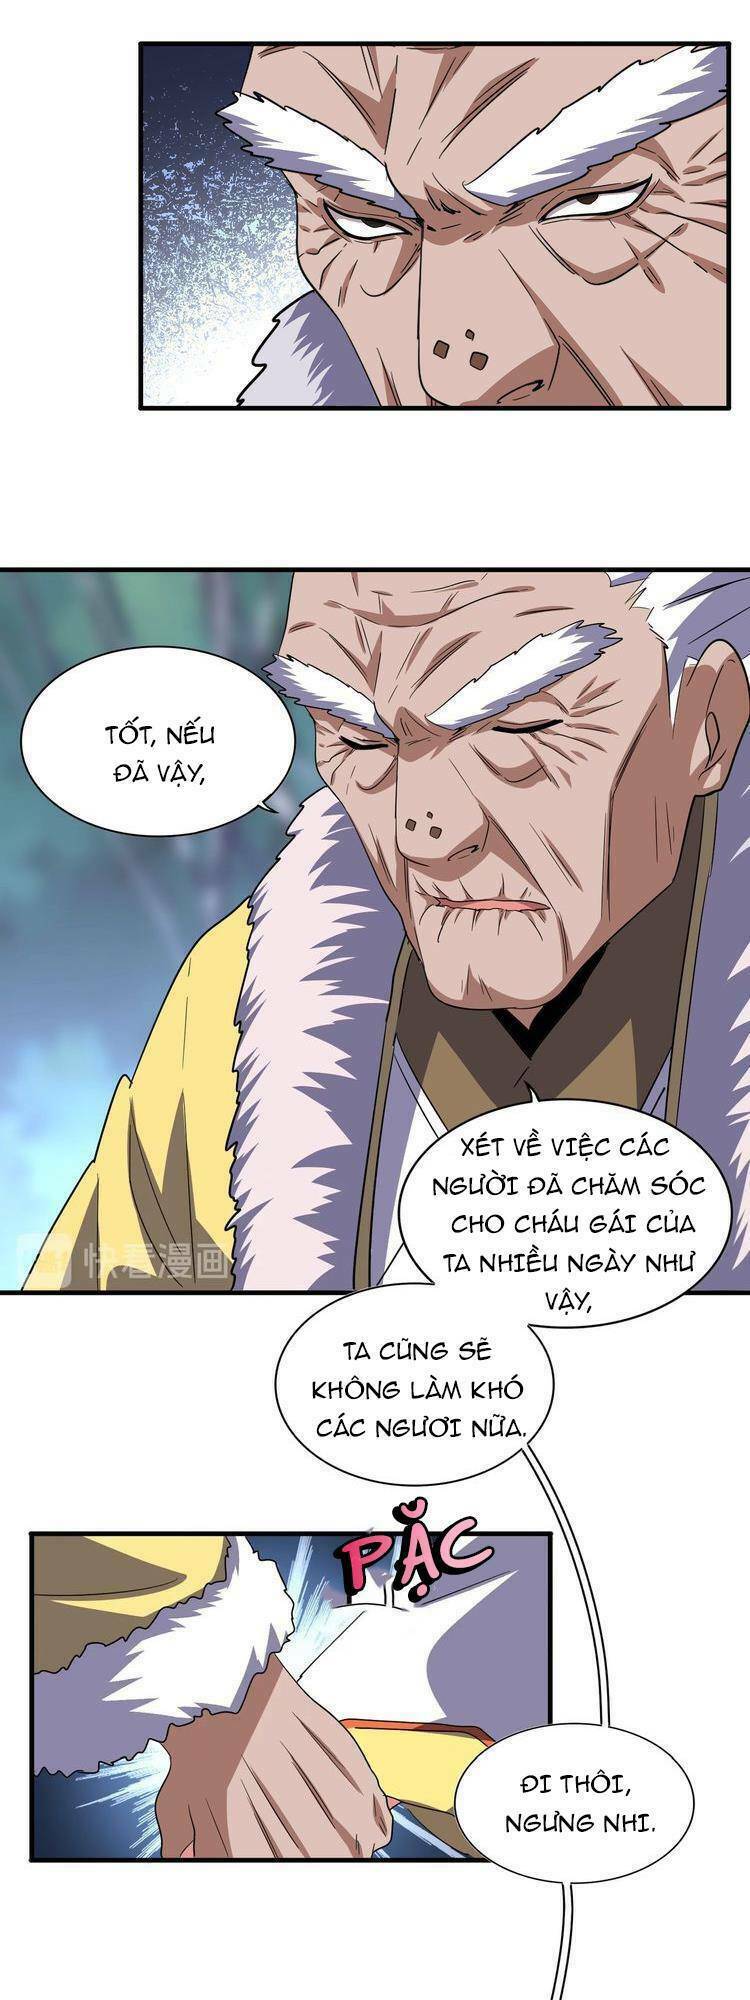 TỐT, NẾU
ĐÃ VẬY,
XÉT VỀ VIỆC CÁC
NGƯỜI ĐÃ CHĂM SÓC
CHO CHÁU GÁI CỦA
TA NHIỀU NGÀY NHƯ
VẬY,
快看漫画
TA CŨNG SẼ
KHÔNG LÀM KHÓ
CÁC NGƯƠI NỮA.
PẶC
ĐI THÔI,
NGƯNG NHI.